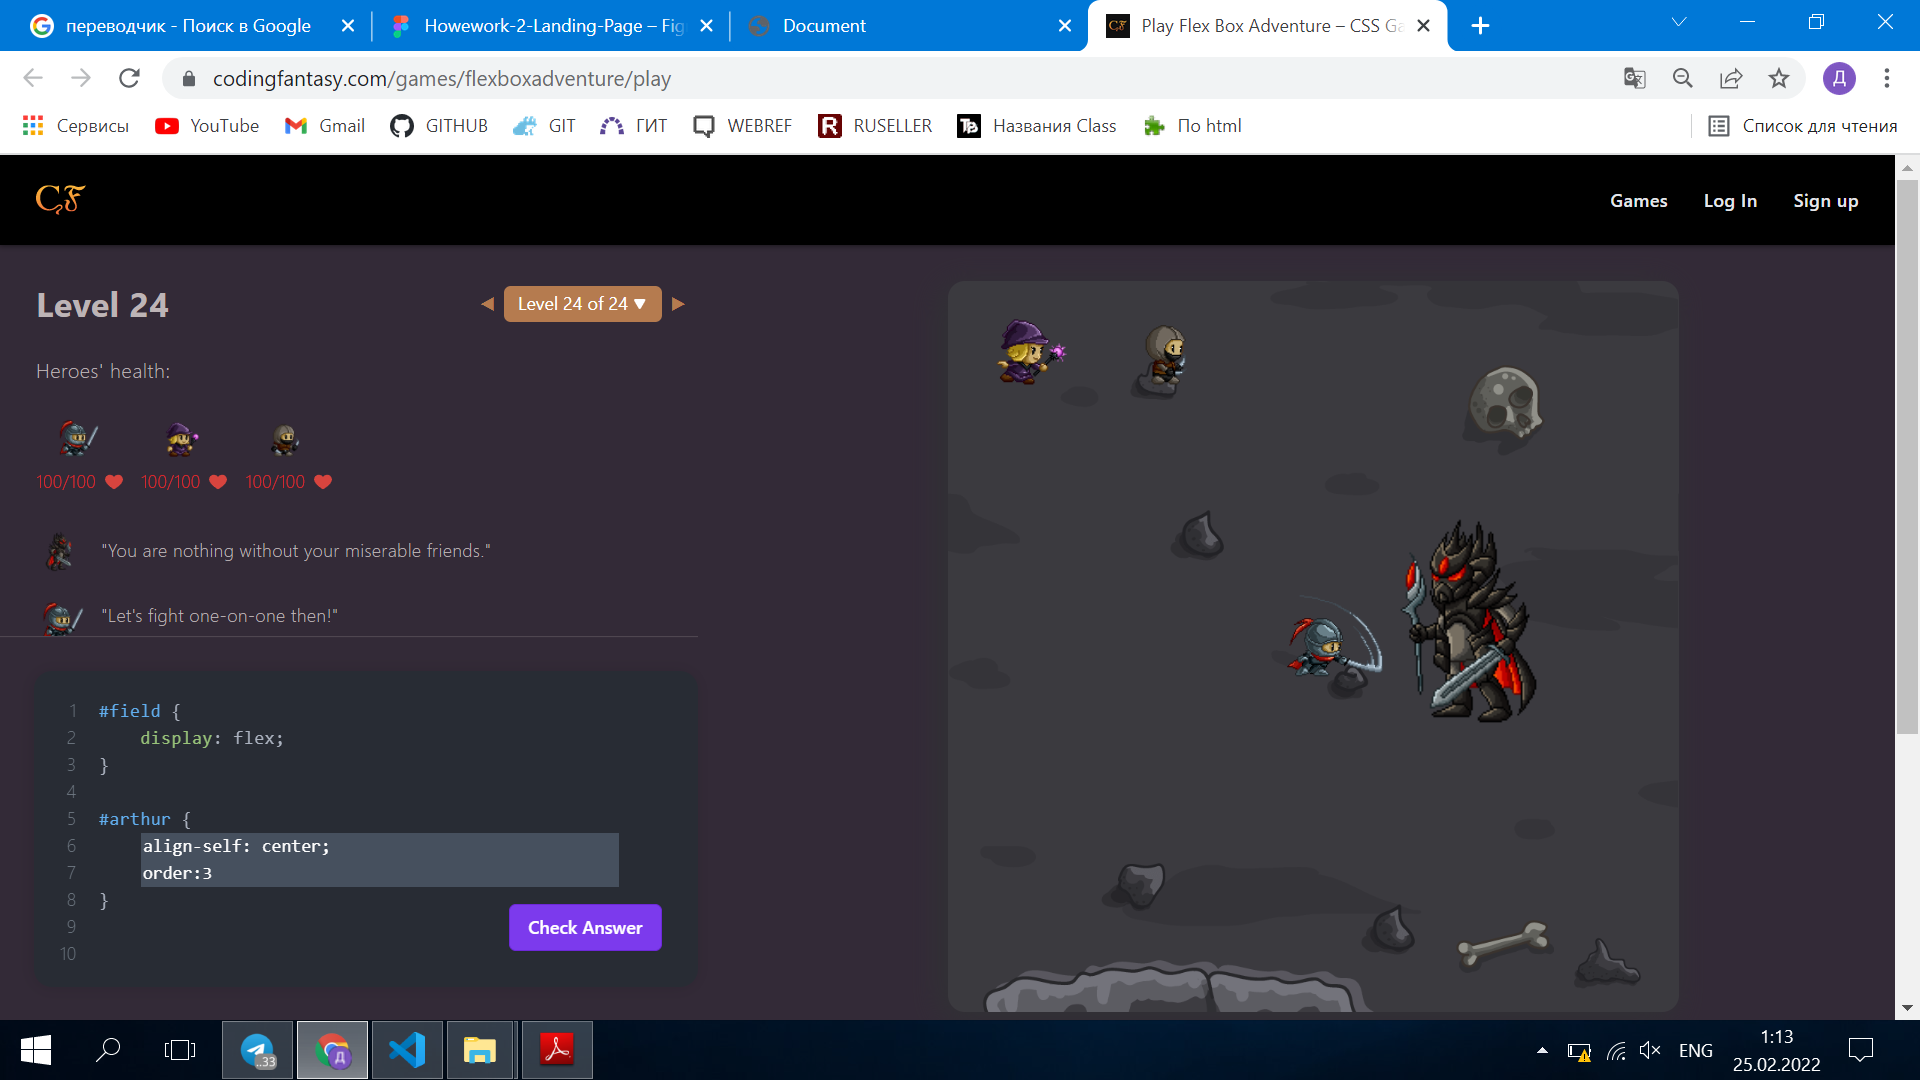 переводчик - Поиск в Google
Howework-2-Landing-Page – Fig
Document
Play Flex Box Adventure – CSS Ga
codingfantasy.com/games/flexboxadventure/play
Д
Сервисы
YouTube
Gmail
GITHUB
GIT
ГИТ
WEBREF
RUSELLER
Названия Class
По html
Список для чтения
CF
Games
Log In
Sign up
Level 24
◀ Level 24 of 24 ▼ ▶
Heroes' health:
100/100 100/100 100/100
"You are nothing without your miserable friends."
"Let's fight one-on-one then!"
1 #field {
2 display: flex;
3 }
4
5 #arthur {
6 align-self: center;
7 order:3
8 }
9
10
Check Answer
..33
Д
ENG
1:13
25.02.2022